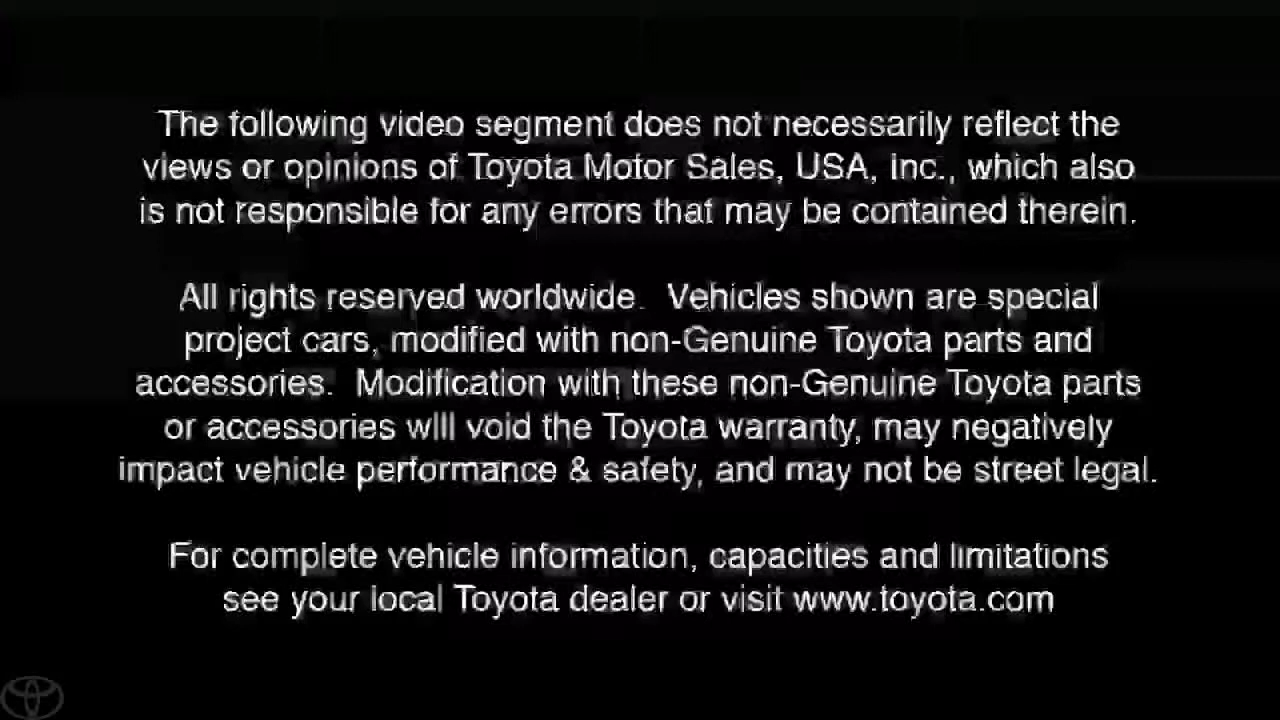 The following video segment does not necessarily reflect the
views or opinions of Toyota Motor Sales, USA, Inc., which also
is not responsible for any errors that may be contained therein.
All rights reserved worldwide. Vehicles shown are special
project cars, modified with non-Genuine Toyota parts and
accessories. Modification with these non-Genuine Toyota parts
or accessories will void the Toyota warranty, may negatively
impact vehicle performance & safety, and may not be street legal.
For complete vehicle information, capacities and limitations
see your local Toyota dealer or visit www.toyota.com